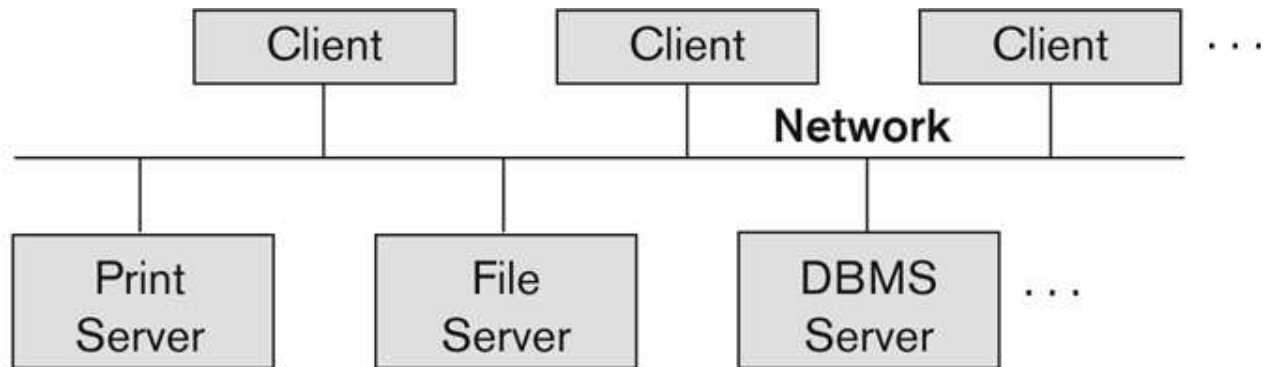 Client Client Client . . .
Network
Print File DBMS . . .
Server Server Server